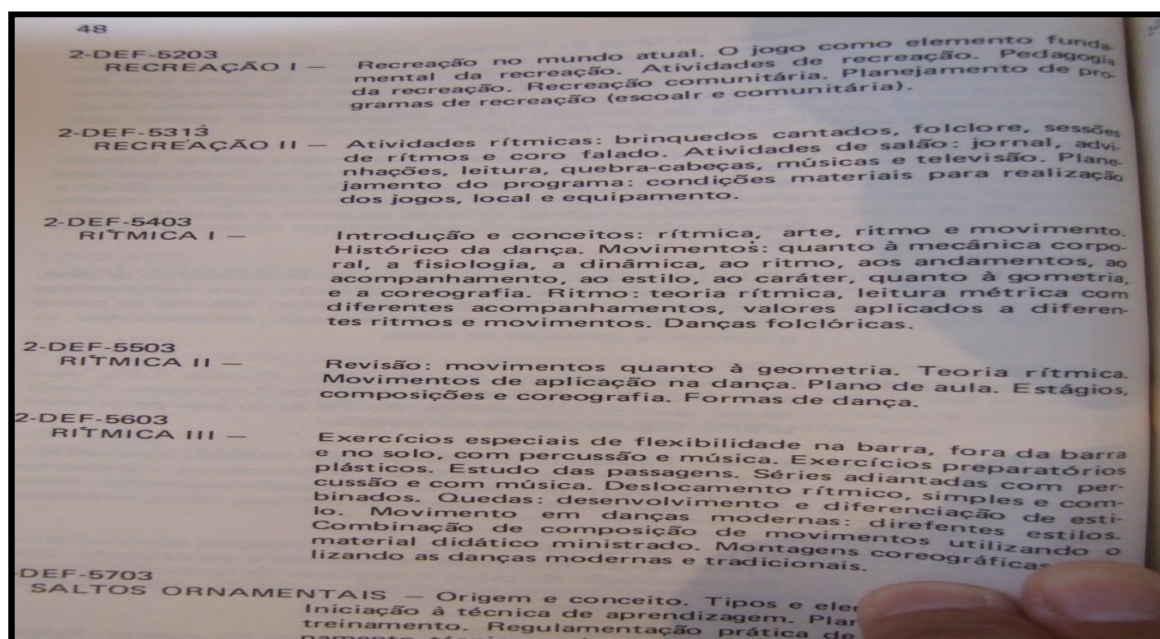 48
2-DEF-5203
RECREAÇÃO I – Recreação no mundo atual. O jogo como elemento funda-
mental da recreação. Atividades de recreação. Pedagogia
da recreação. Recreação comunitária. Planejamento de pro-
gramas de recreação (escoalr e comunitária).
2-DEF-5313
RECREAÇÃO II – Atividades rítmicas: brinquedos cantados, folclore, sessões
de rítmos e coro falado. Atividades de salão: jornal, advi-
nhações, leitura, quebra-cabeças, músicas e televisão. Plane-
jamento do programa: condições materiais para realização
dos jogos, local e equipamento.
2-DEF-5403
RÍTMICA I – Introdução e conceitos: rítmica, arte, ritmo e movimento.
Histórico da dança. Movimentos: quanto à mecânica corpo-
ral, a fisiologia, a dinâmica, ao ritmo, aos andamentos, ao
acompanhamento, ao estilo, ao caráter, quanto à gometria,
e a coreografia. Ritmo: teoria rítmica, leitura métrica com
diferentes acompanhamentos, valores aplicados a diferen-
tes ritmos e movimentos. Danças folclóricas.
2-DEF-5503
RÍTMICA II – Revisão: movimentos quanto à geometria. Teoria rítmica.
Movimentos de aplicação na dança. Plano de aula. Estágios,
composições e coreografia. Formas de dança.
2-DEF-5603
RÍTMICA III – Exercícios especiais de flexibilidade na barra, fora da barra
e no solo, com percussão e música. Exercícios preparatórios
plásticos. Estudo das passagens. Séries adiantadas com per-
cussão e com música. Deslocamento rítmico, simples e com-
binados. Quedas: desenvolvimento e diferenciação de esti-
lo. Movimento em danças modernas: direfentes estilos.
Combinação de composição de movimentos utilizando o
material didático ministrado. Montagens coreográficas
lizando as danças modernas e tradicionais.
-DEF-5703
SALTOS ORNAMENTAIS – Origem e conceito. Tipos e
Iniciação à técnica de aprendizagem.
treinamento. Regulamentação prática de